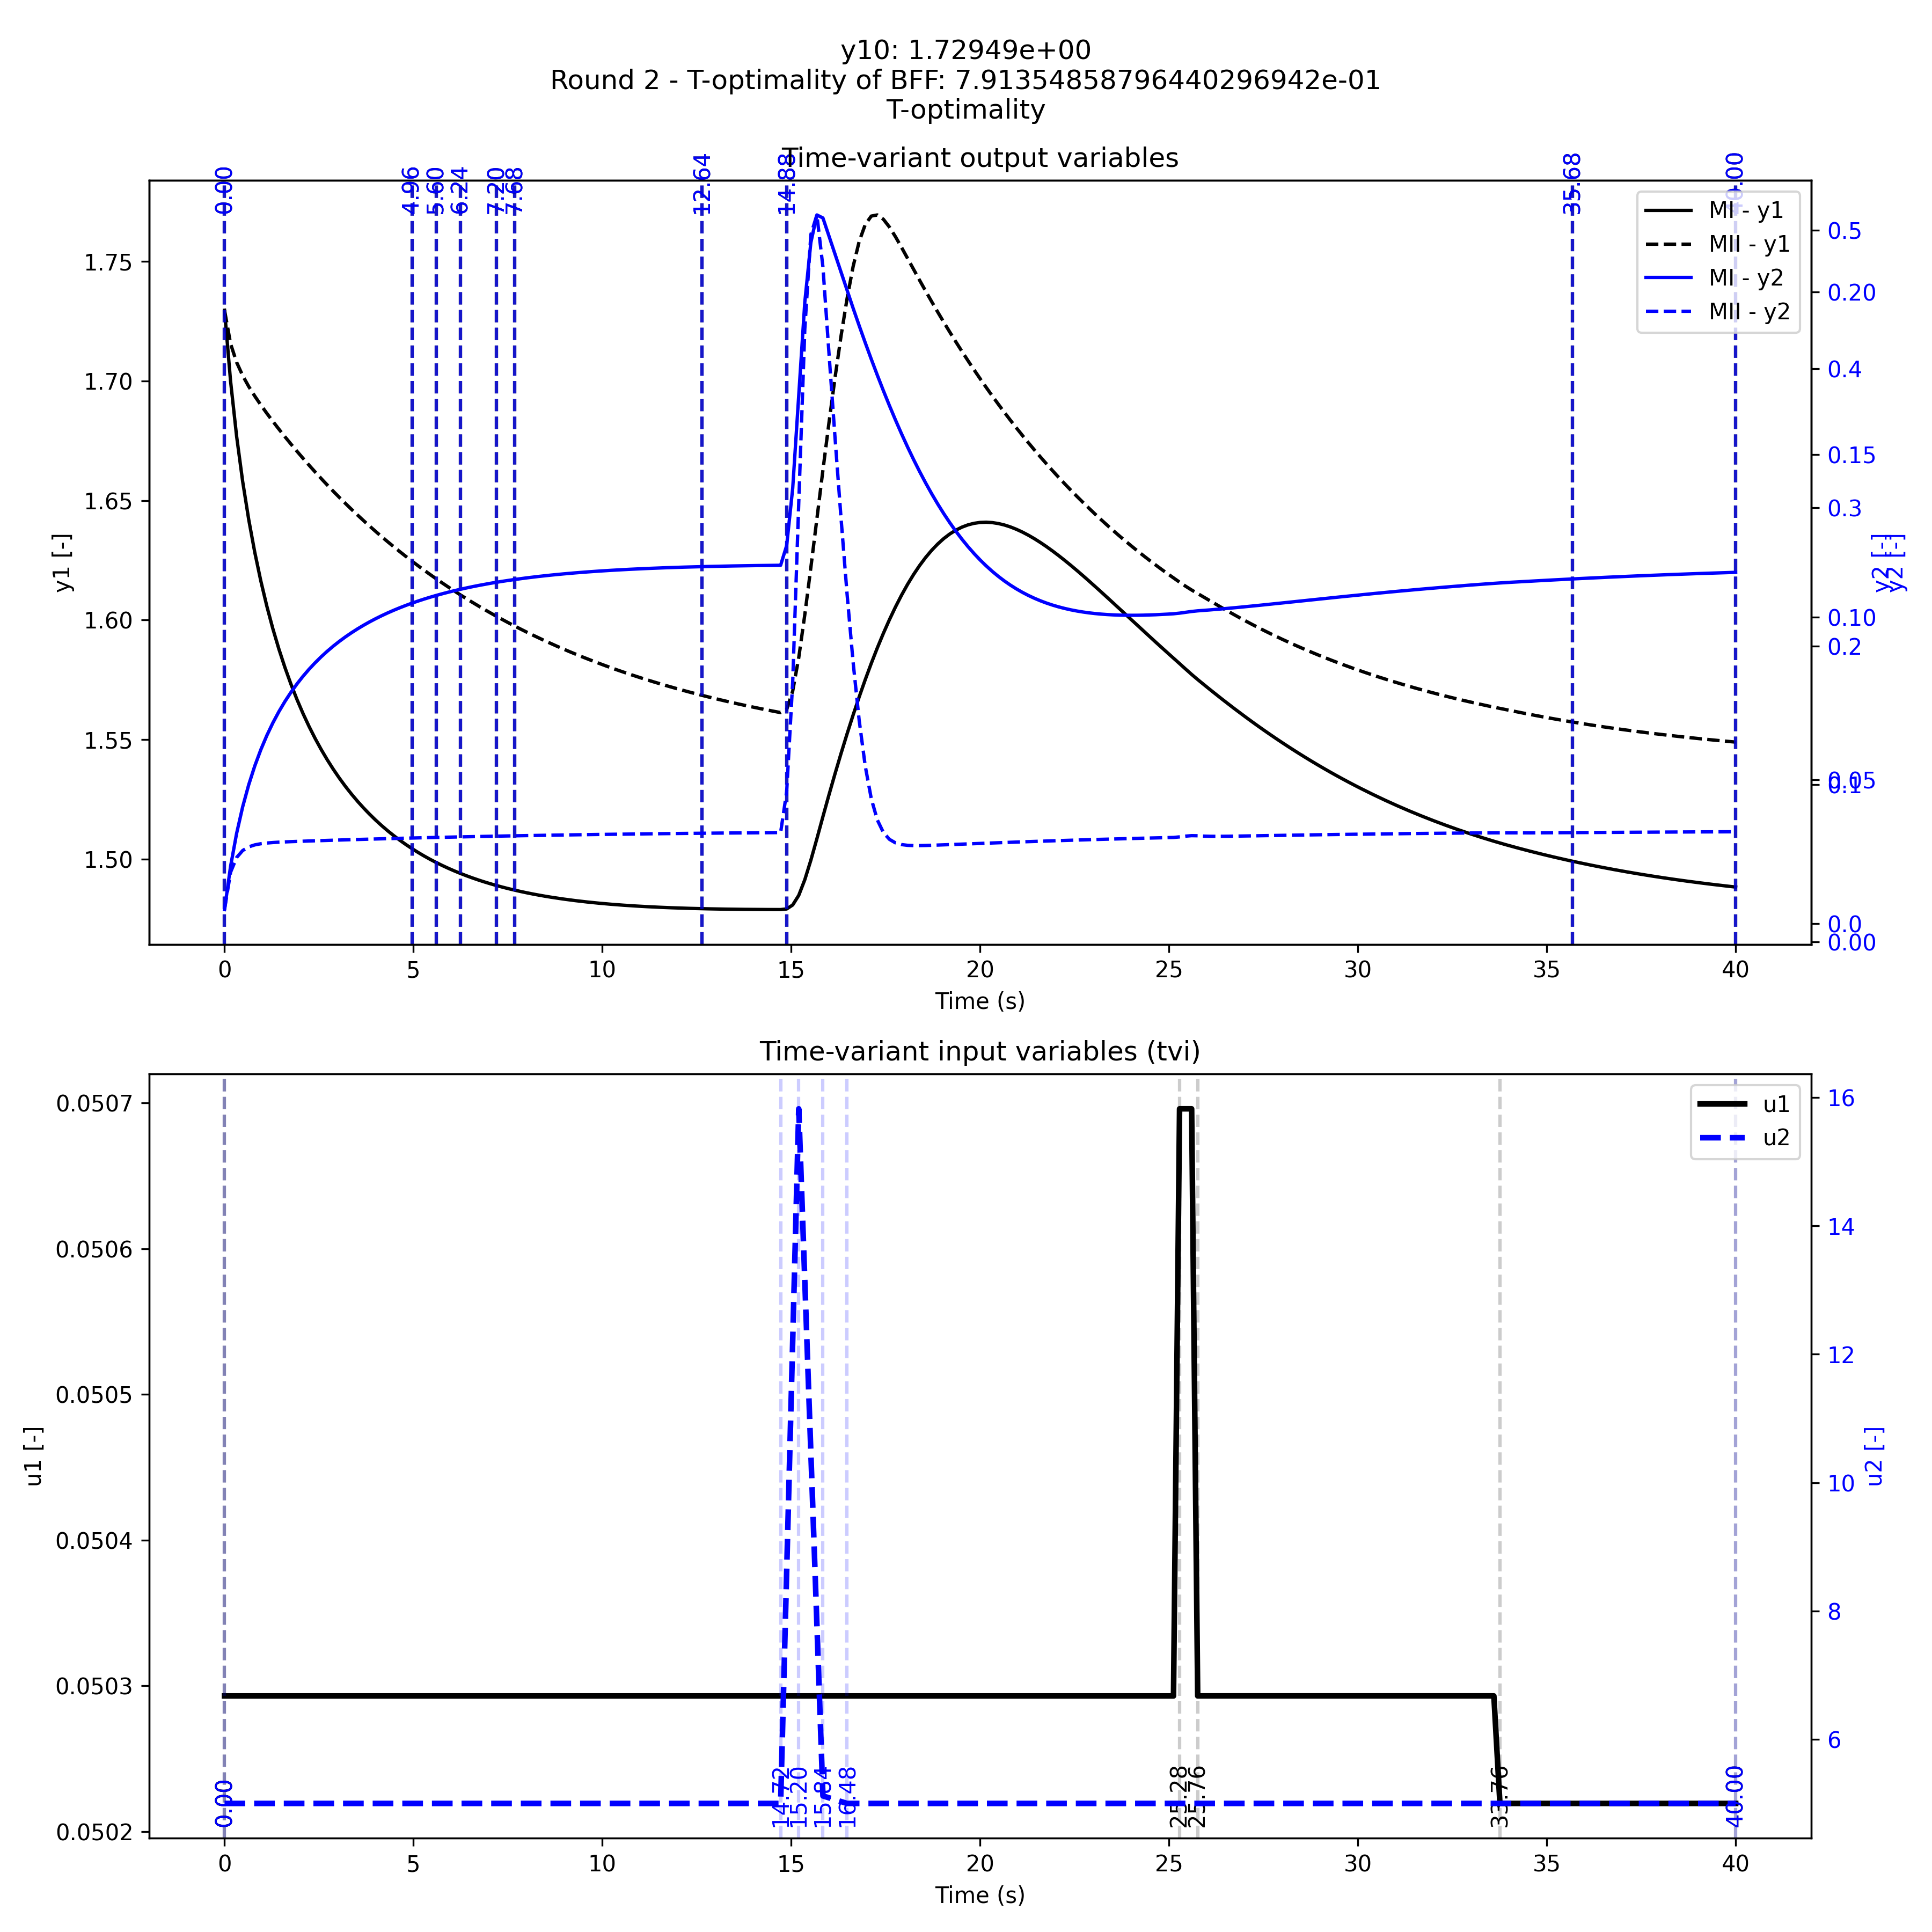 y10: 1.72949e+00
Round 2 - T-optimality of BFF: 7.91354858796440296942e-01
T-optimality
Time-variant output variables
0.00
4.96
5.60
6.24
7.20
7.68
12.64
14.88
35.68
40.00
MI - y1
MII - y1
MI - y2
MII - y2
1.75
1.70
1.65
1.60
1.55
1.50
y1 [-]
0.5
0.20
0.4
0.15
0.3
0.10
0.2
0.05
0.1
0.0
0.00
y2 [-]
y2 [-]
0 5 10 15 20 25 30 35 40
Time (s)
Time-variant input variables (tvi)
u1
u2
0.0507
0.0506
0.0505
0.0504
0.0503
0.0502
u1 [-]
16
14
12
10
8
6
u2 [-]
0.00
14.72
15.20
15.84
16.48
25.28
25.76
33.76
40.00
0 5 10 15 20 25 30 35 40
Time (s)